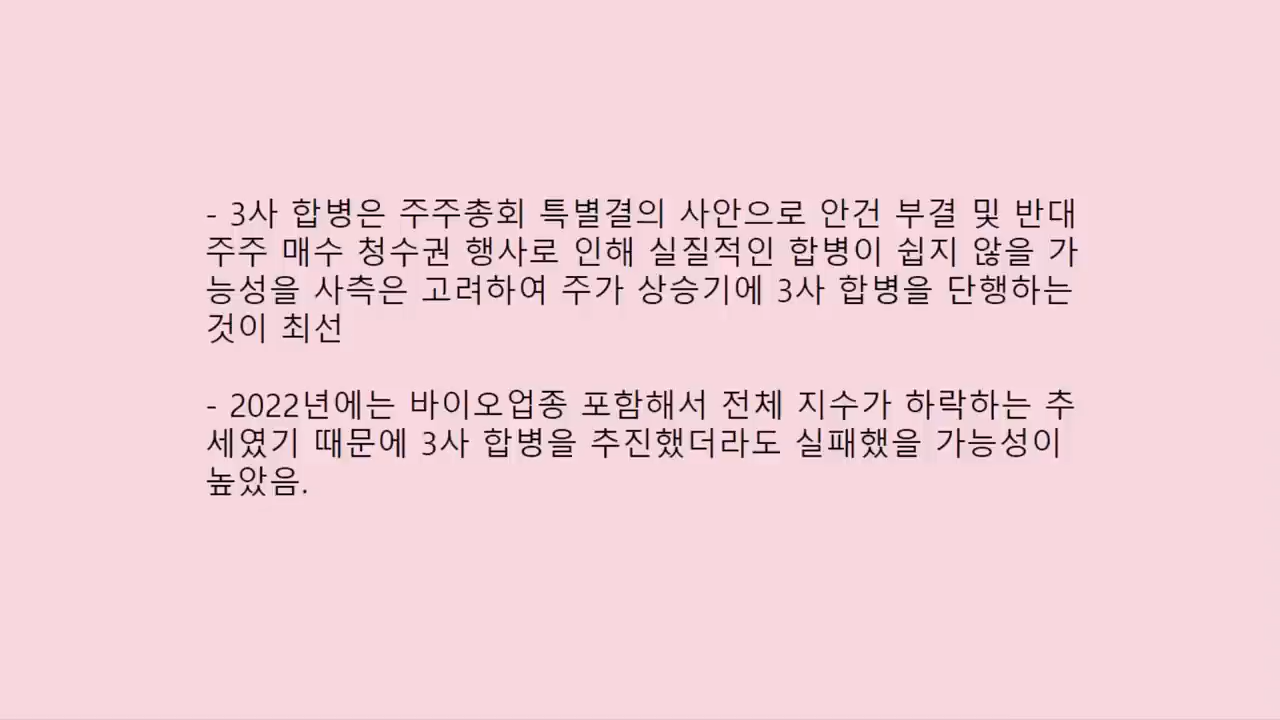 - 3사 합병은 주주총회 특별결의 사안으로 안건 부결 및 반대
주주 매수 청수권 행사로 인해 실질적인 합병이 쉽지 않을 가
능성을 사측은 고려하여 주가 상승기에 3사 합병을 단행하는
것이 최선
- 2022년에는 바이오업종 포함해서 전체 지수가 하락하는 추
세였기 때문에 3사 합병을 추진했더라도 실패했을 가능성이
높았음.